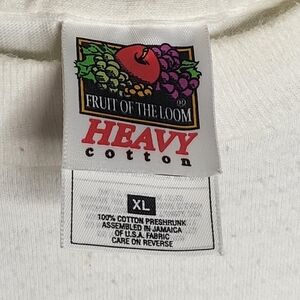 FRUIT OF THE LOOM®
HEAVY
cotton
XL
100% COTTON PRESHRUNK
ASSEMBLED IN JAMAICA
OF U.S.A. FABRIC
CARE ON REVERSE